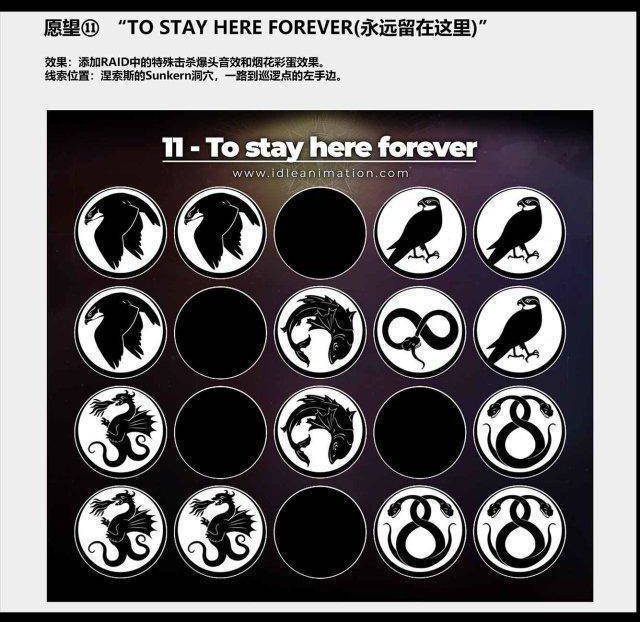 愿望⑪ “TO STAY HERE FOREVER(永远留在这里)”
效果：添加RAID中的特殊击杀爆头音效和烟花彩蛋效果。
线索位置：涅索斯的Sunkern洞穴，一路到巡逻点的左手边。
11 - To stay here forever
www.idleanimation.com